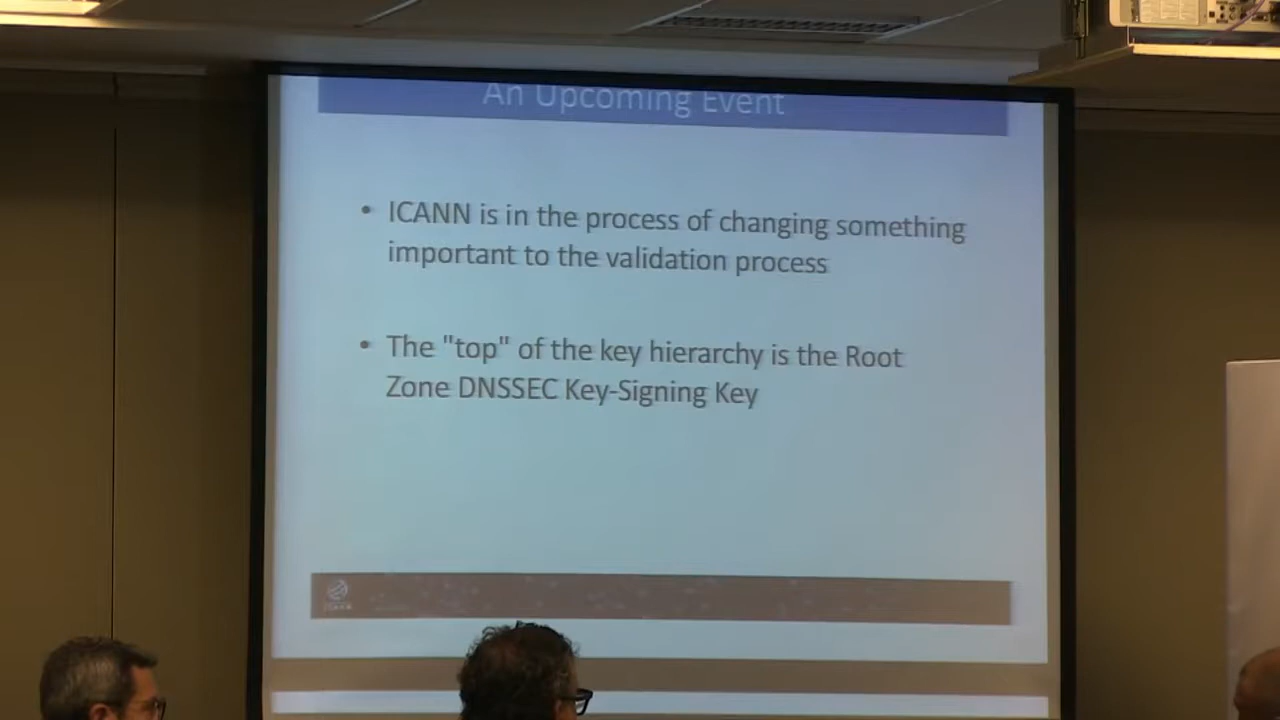 An Upcoming Event
• ICANN is in the process of changing something
important to the validation process
• The "top" of the key hierarchy is the Root
Zone DNSSEC Key-Signing Key